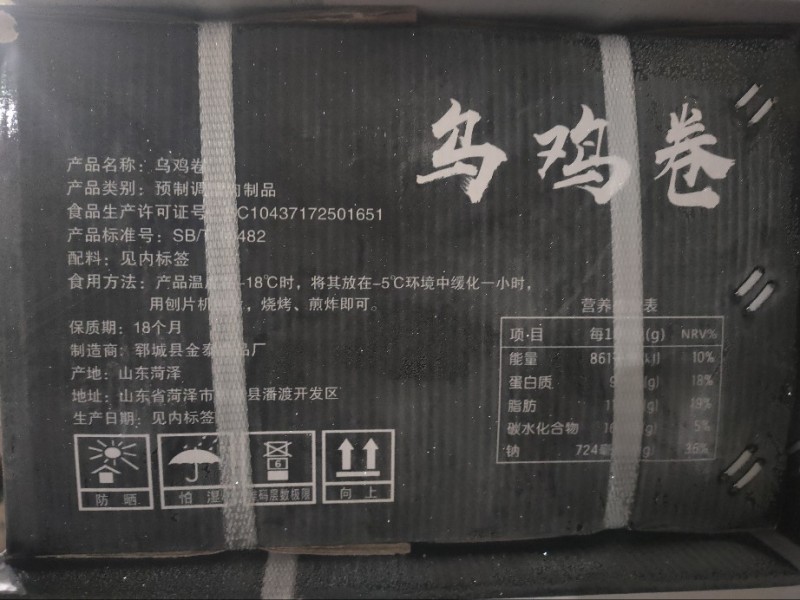 乌鸡卷
产品名称：乌鸡卷
产品类别：预制调 肉制品
食品生产许可证号 C10437172501651
产品标准号：SB/ 482
配料：见内标签
食用方法：产品温 -18℃时，将其放在-5℃环境中缓化一小时，
用刨片机 ，烧烤、煎炸即可。
保质期：18个月
制造商：郓城县金 品厂
产地：山东菏泽
地址：山东省菏泽市 县潘渡开发区
生产日期：见内标签
防晒
怕湿
6
码层数极限
向上
营养 表
项·目 每1 (g) NRV%
能量 861 kJ) 10%
蛋白质 g) 18%
脂肪 g) 19%
碳水化合物 g) 5%
钠 724 36%